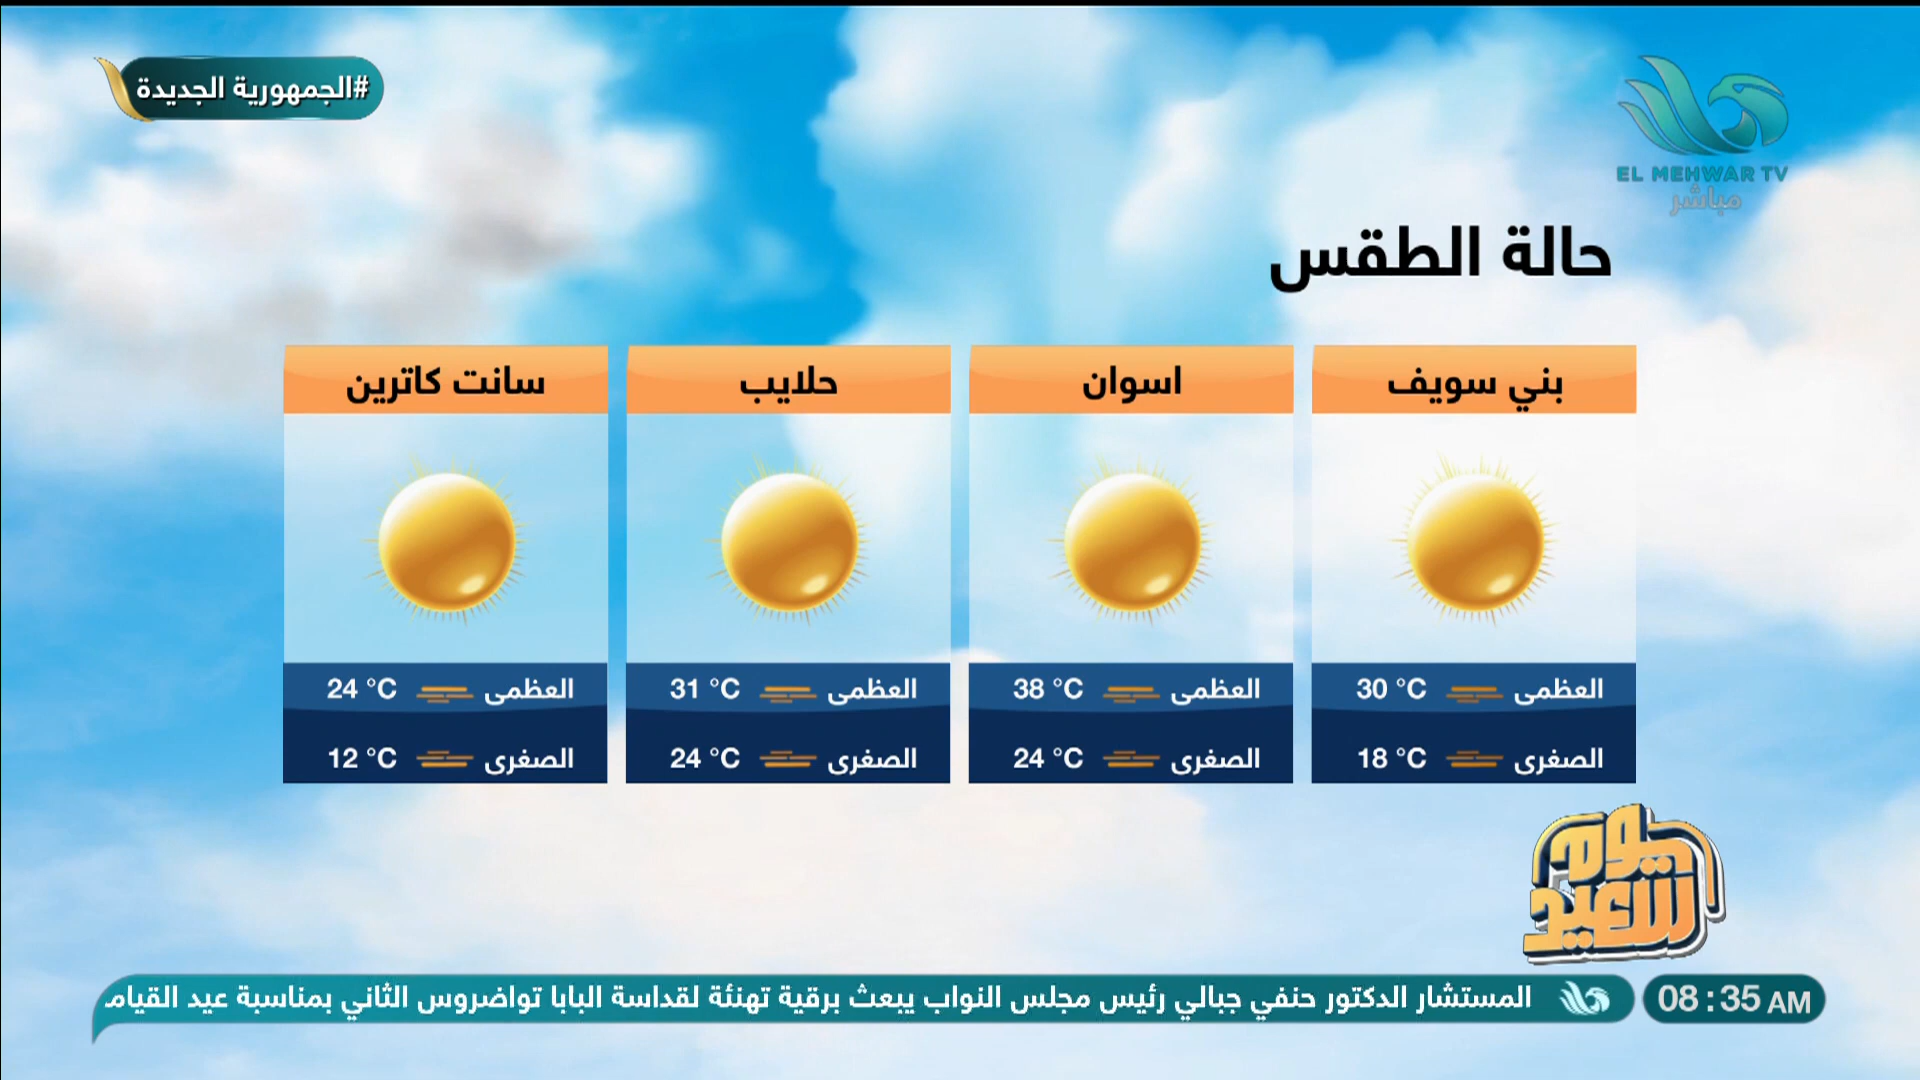 #الجمهورية الجديدة
EL MEHWAR TV
مباشر
حالة الطقس
بني سويف
العظمى 30 °C
الصغرى 18 °C
اسوان
العظمى 38 °C
الصغرى 24 °C
حلايب
العظمى 31 °C
الصغرى 24 °C
سانت كاترين
العظمى 24 °C
الصغرى 12 °C
يوم سعيد
المستشار الدكتور حنفي جبالي رئيس مجلس النواب يبعث برقية تهنئة لقداسة البابا تواضروس الثاني بمناسبة عيد القيام
08:35 AM